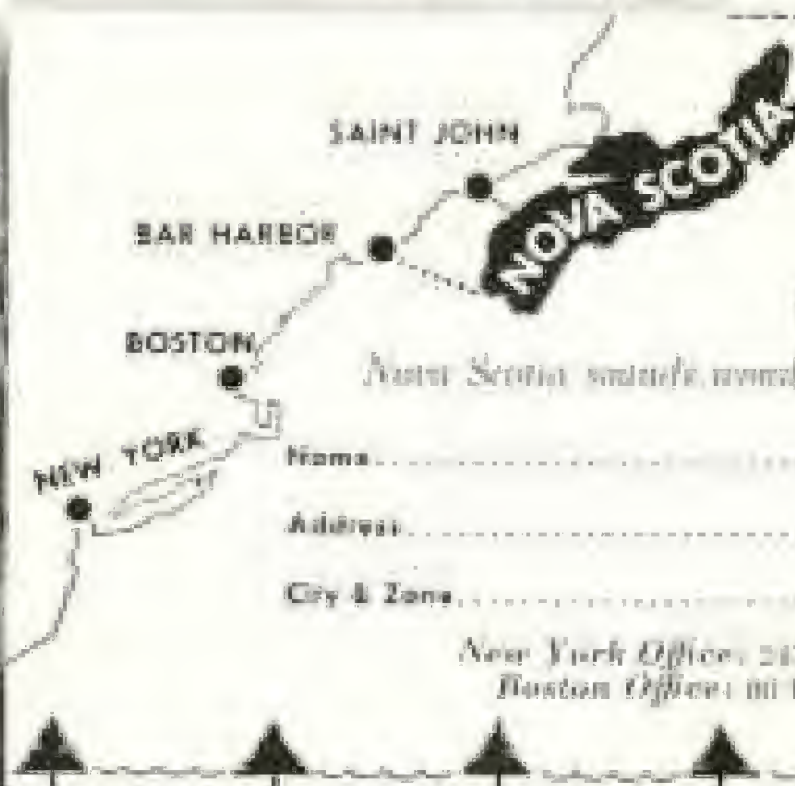 SAINT JOHN
NOVA SCOTIA
BAR HARBOR
BOSTON
Nova Scotia sounds
NEW YORK
Name
Address
City & Zone
New York Office:
Boston Office: